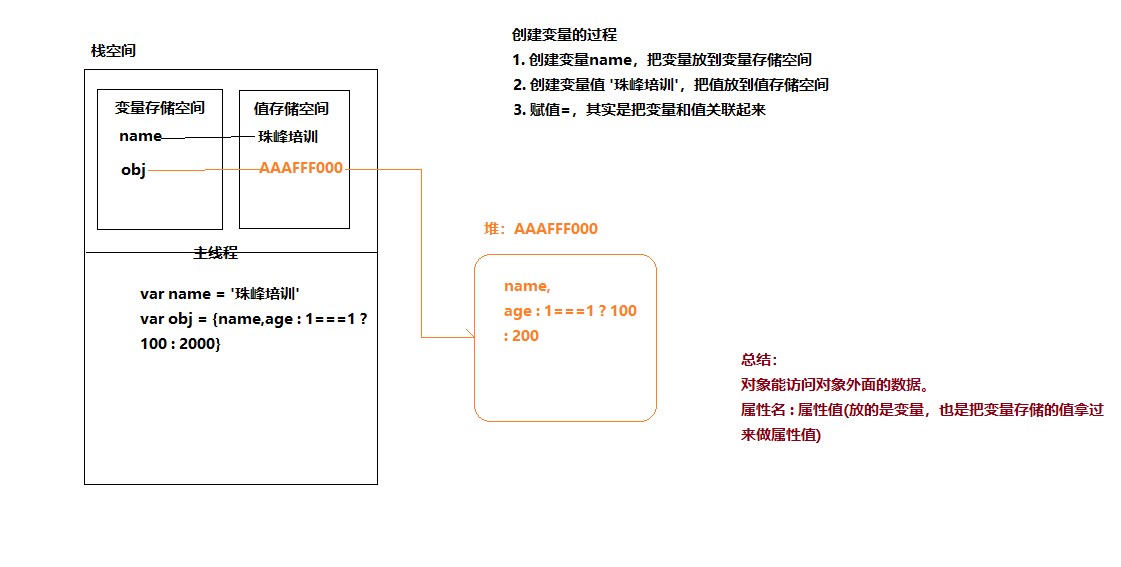 创建变量的过程
1. 创建变量name，把变量放到变量存储空间
2. 创建变量值 '珠峰培训'，把值放到值存储空间
3. 赋值=，其实是把变量和值关联起来
栈空间
变量存储空间
值存储空间
name
珠峰培训
obj
AAAFFF000
主线程
var name = '珠峰培训'
var obj = {name,age : 1===1 ?
100 : 2000}
堆：AAAFFF000
name,
age : 1===1 ? 100
: 200
总结：
对象能访问对象外面的数据。
属性名 : 属性值(放的是变量，也是把变量存储的值拿过
来做属性值)